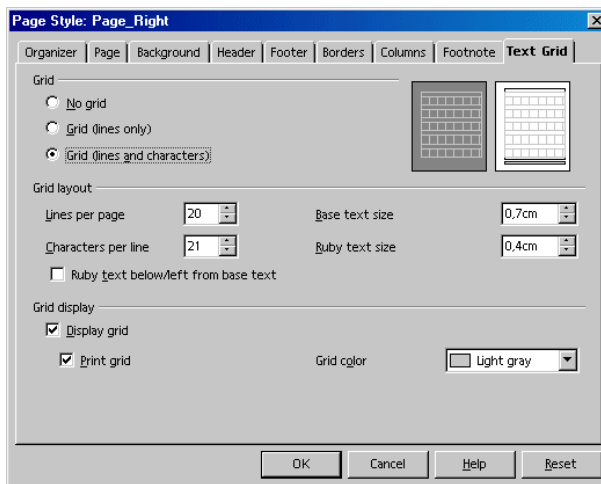 Page Style: Page_Right
Organizer Page Background Header Footer Borders Columns Footnote Text Grid
Grid
No grid
Grid (lines only)
Grid (lines and characters)
Grid layout
Lines per page 20 Base text size 0,7cm
Characters per line 21 Ruby text size 0,4cm
Ruby text below/left from base text
Grid display
Display grid
Print grid Grid color Light gray
OK Cancel Help Reset